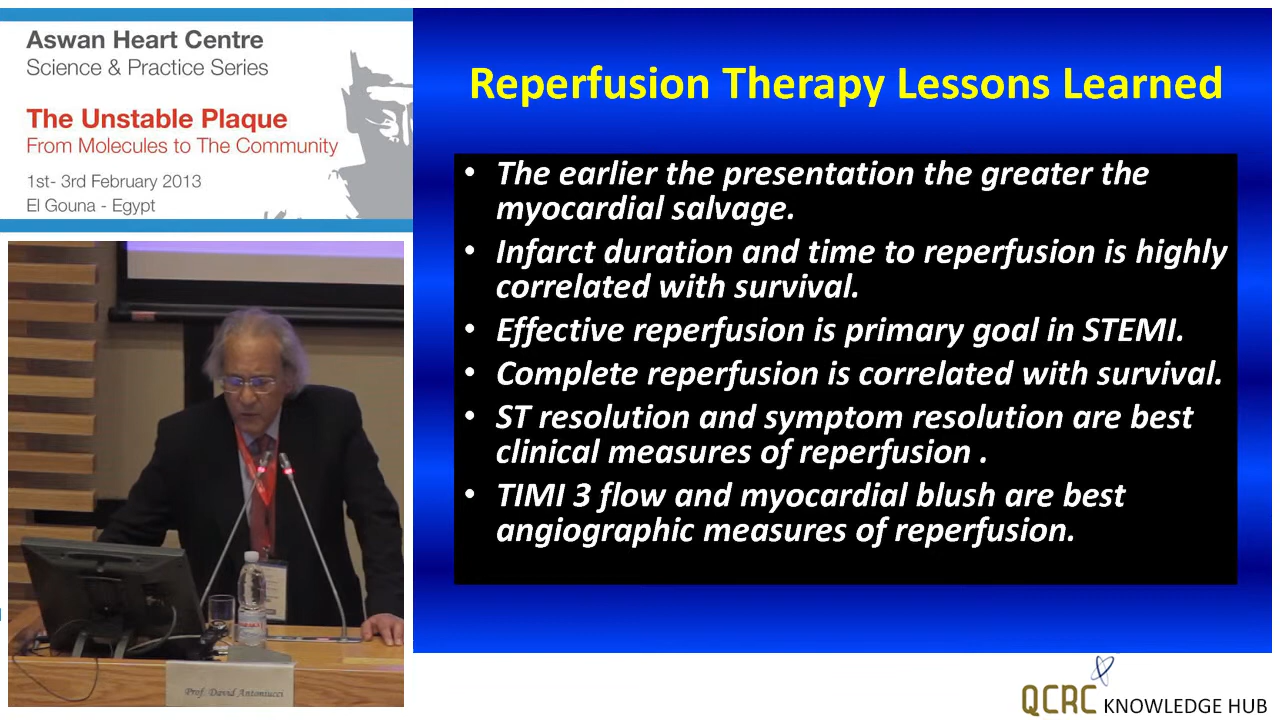 Aswan Heart Centre
Science & Practice Series
The Unstable Plaque
From Molecules to The Community
1st- 3rd February 2013
El Gouna - Egypt
Reperfusion Therapy Lessons Learned
• The earlier the presentation the greater the
myocardial salvage.
• Infarct duration and time to reperfusion is highly
correlated with survival.
• Effective reperfusion is primary goal in STEMI.
• Complete reperfusion is correlated with survival.
• ST resolution and symptom resolution are best
clinical measures of reperfusion .
• TIMI 3 flow and myocardial blush are best
angiographic measures of reperfusion.
Prof. David Antoniucci
QCRC KNOWLEDGE HUB